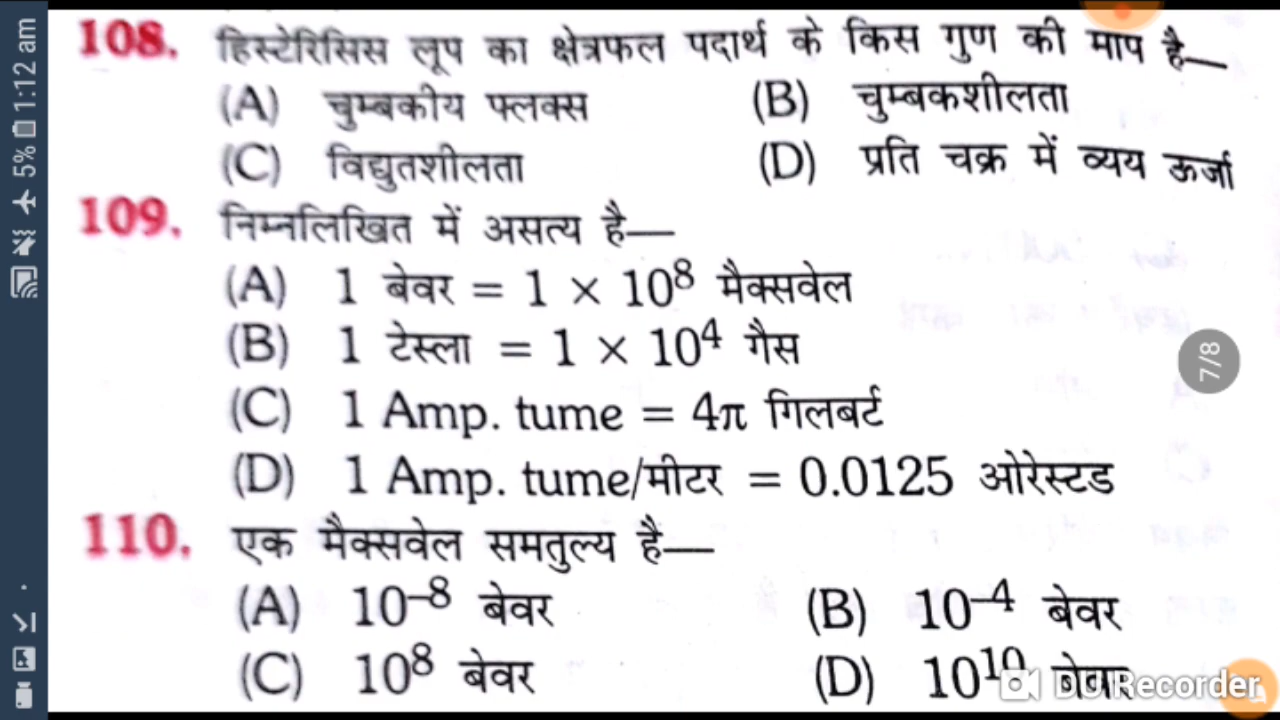 108. हिस्टेरिसिस लूप का क्षेत्रफल पदार्थ के किस गुण की माप है—
(A) चुम्बकीय फ्लक्स (B) चुम्बकशीलता
(C) विद्युतशीलता (D) प्रति चक्र में व्यय ऊर्जा
109. निम्नलिखित में असत्य है—
(A) 1 बेवर = 1 × 10⁸ मैक्सवेल
(B) 1 टेस्ला = 1 × 10⁴ गैस
(C) 1 Amp. tume = 4π गिलबर्ट
(D) 1 Amp. tume/मीटर = 0.0125 ओरेस्टड
110. एक मैक्सवेल समतुल्य है—
(A) 10⁻⁸ बेवर (B) 10⁻⁴ बेवर
(C) 10⁸ बेवर (D) 10¹⁰ बेवर
5% 1:12 am
7/8
DU Recorder